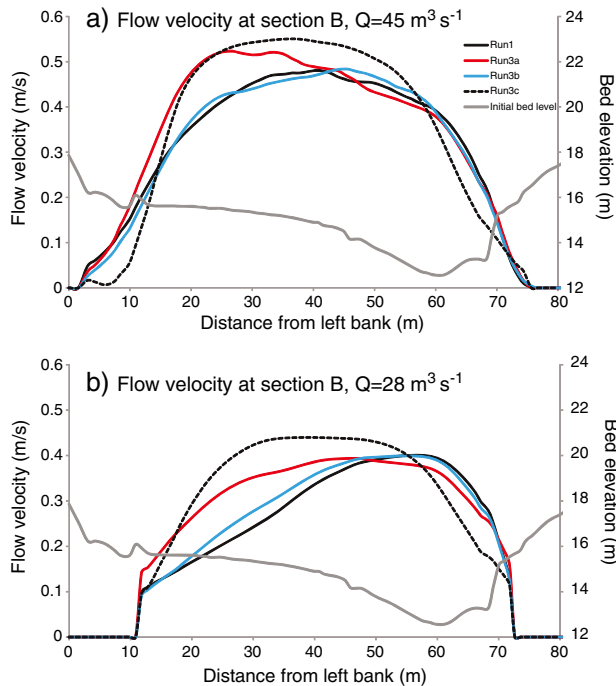 a) Flow velocity at section B, Q=45 m³ s⁻¹
Run1
Run3a
Run3b
Run3c
Initial bed level
Flow velocity (m/s)
0.6
0.5
0.4
0.3
0.2
0.1
0
Bed elevation (m)
24
22
20
18
16
14
12
0 10 20 30 40 50 60 70 80
Distance from left bank (m)
b) Flow velocity at section B, Q=28 m³ s⁻¹
Flow velocity (m/s)
0.6
0.5
0.4
0.3
0.2
0.1
0
Bed elevation (m)
24
22
20
18
16
14
12
0 10 20 30 40 50 60 70 80
Distance from left bank (m)